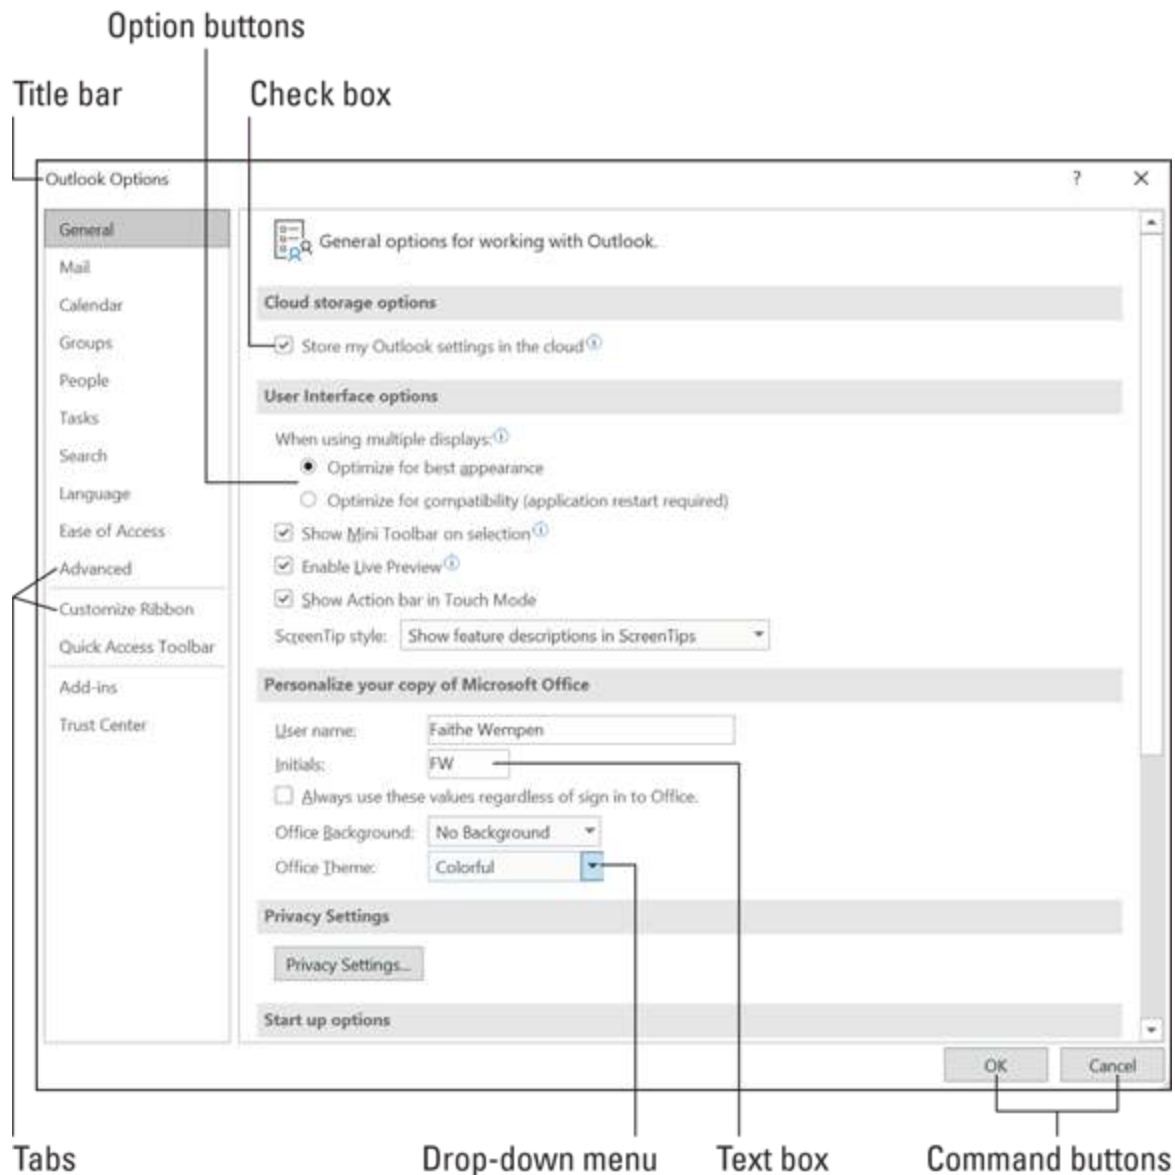 Option buttons
Title bar
Check box
Outlook Options
?
General
Mail
Calendar
Groups
People
Tasks
Search
Language
Ease of Access
Advanced
Customize Ribbon
Quick Access Toolbar
Add-ins
Trust Center
General options for working with Outlook.
Cloud storage options
Store my Outlook settings in the cloud
User Interface options
When using multiple displays:
Optimize for best appearance
Optimize for compatibility (application restart required)
Show Mini Toolbar on selection
Enable Live Preview
Show Action bar in Touch Mode
ScreenTip style: Show feature descriptions in ScreenTips
Personalize your copy of Microsoft Office
User name: Faithe Wempen
Initials: FW
Always use these values regardless of sign in to Office.
Office Background: No Background
Office Theme: Colorful
Privacy Settings
Privacy Settings...
Start up options
OK
Cancel
Tabs
Drop-down menu
Text box
Command buttons